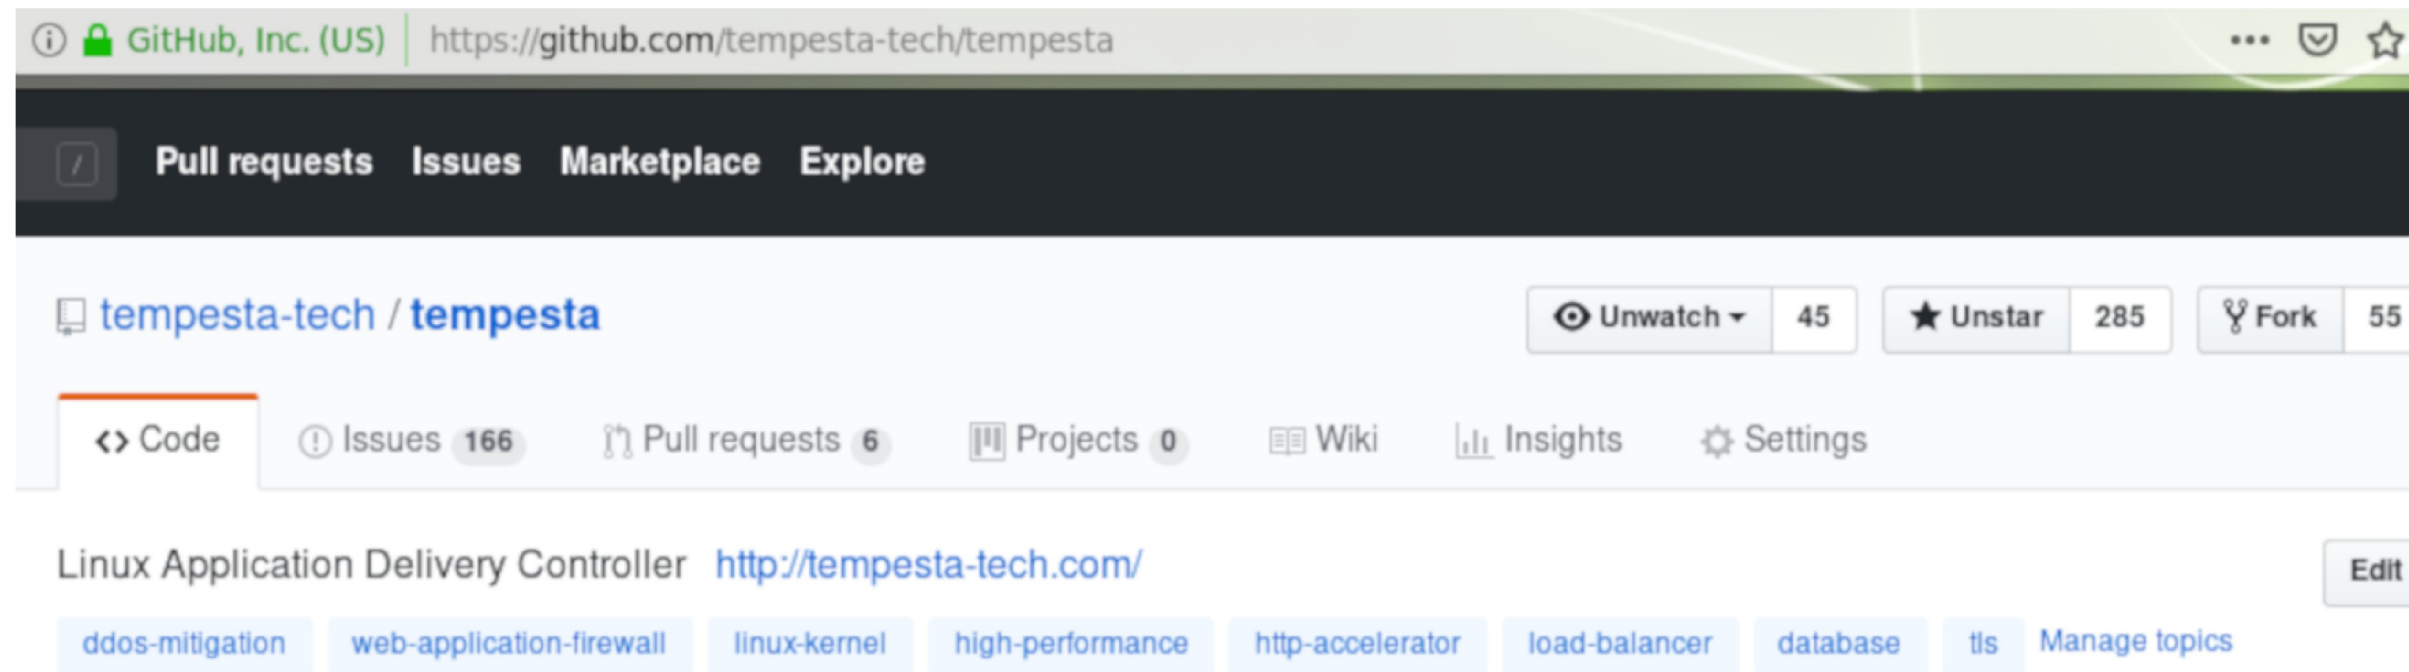 GitHub, Inc. (US) https://github.com/tempesta-tech/tempesta
/ Pull requests Issues Marketplace Explore
tempesta-tech / tempesta Unwatch 45 Unstar 285 Fork 55
Code Issues 166 Pull requests 6 Projects 0 Wiki Insights Settings
Linux Application Delivery Controller http://tempesta-tech.com/ Edit
ddos-mitigation web-application-firewall linux-kernel high-performance http-accelerator load-balancer database tls Manage topics